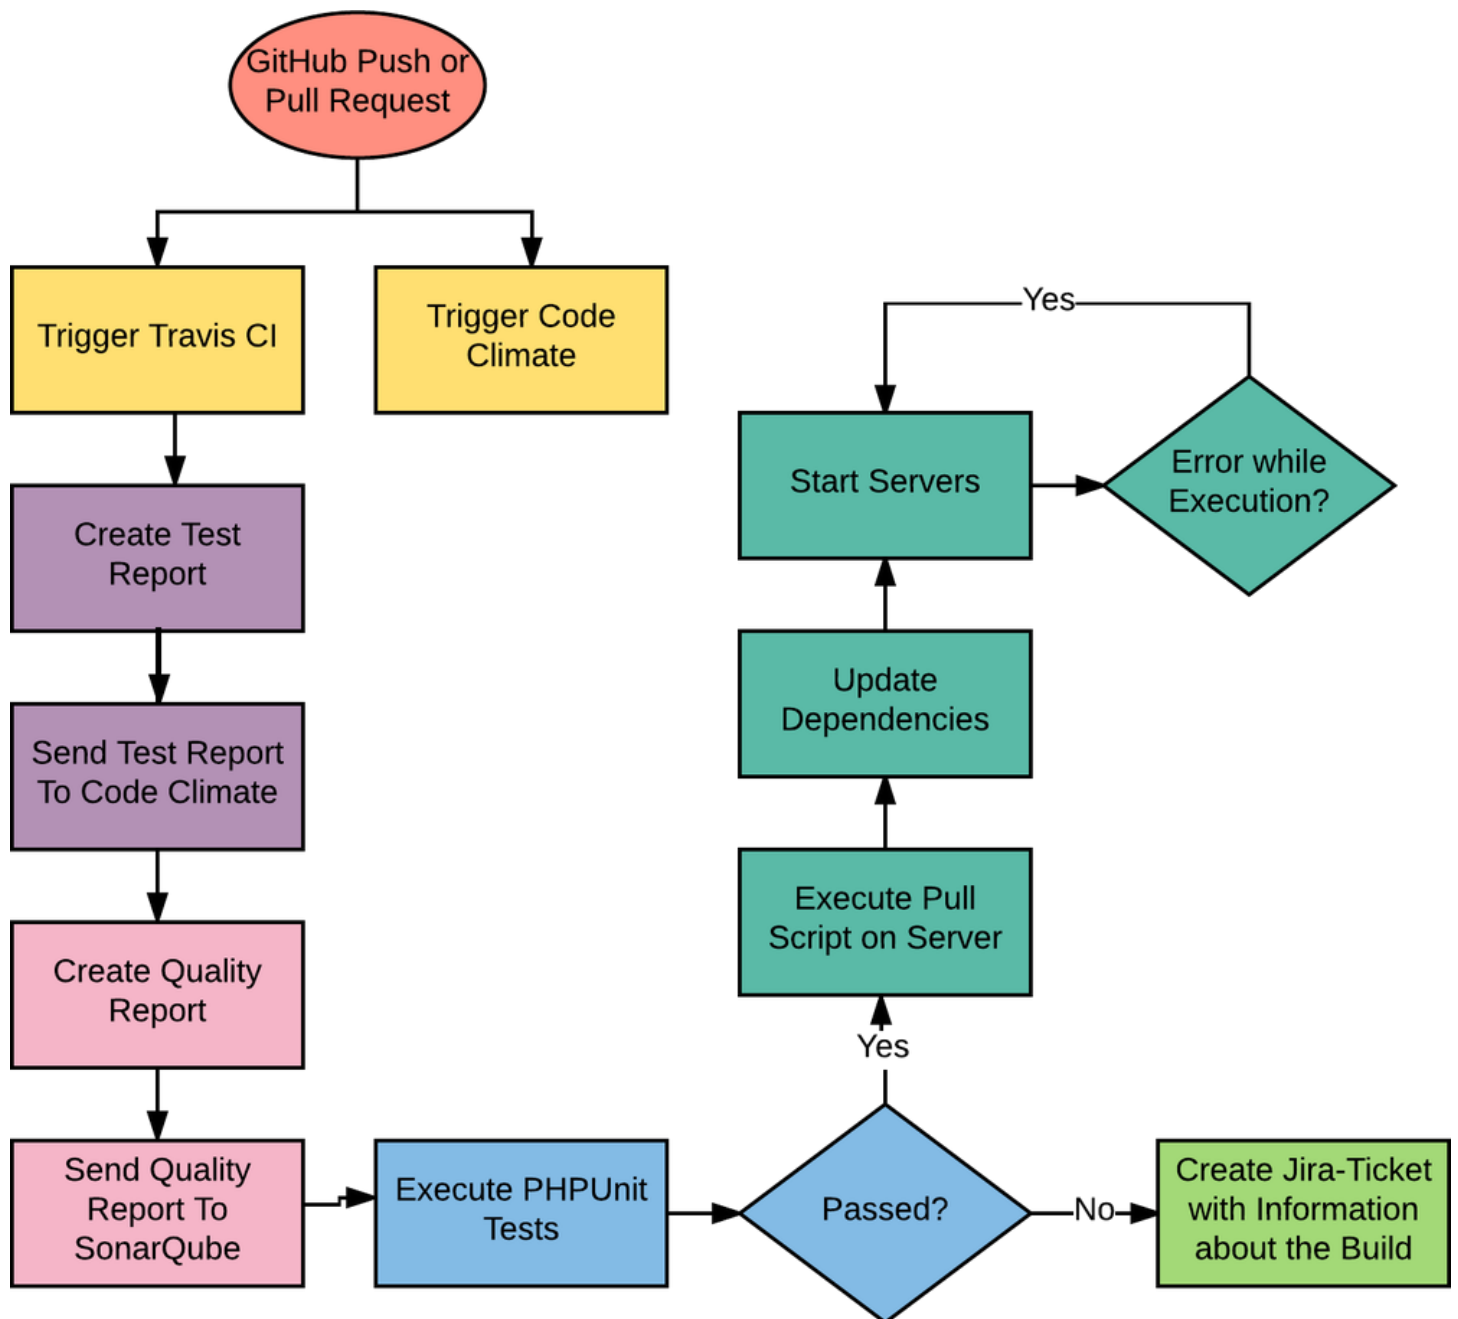 GitHub Push or
Pull Request
Trigger Travis CI
Trigger Code
Climate
Yes
Start Servers
Error while
Execution?
Create Test
Report
Update
Dependencies
Send Test Report
To Code Climate
Execute Pull
Script on Server
Create Quality
Report
Yes
Send Quality
Report To
SonarQube
Execute PHPUnit
Tests
Passed?
No
Create Jira-Ticket
with Information
about the Build